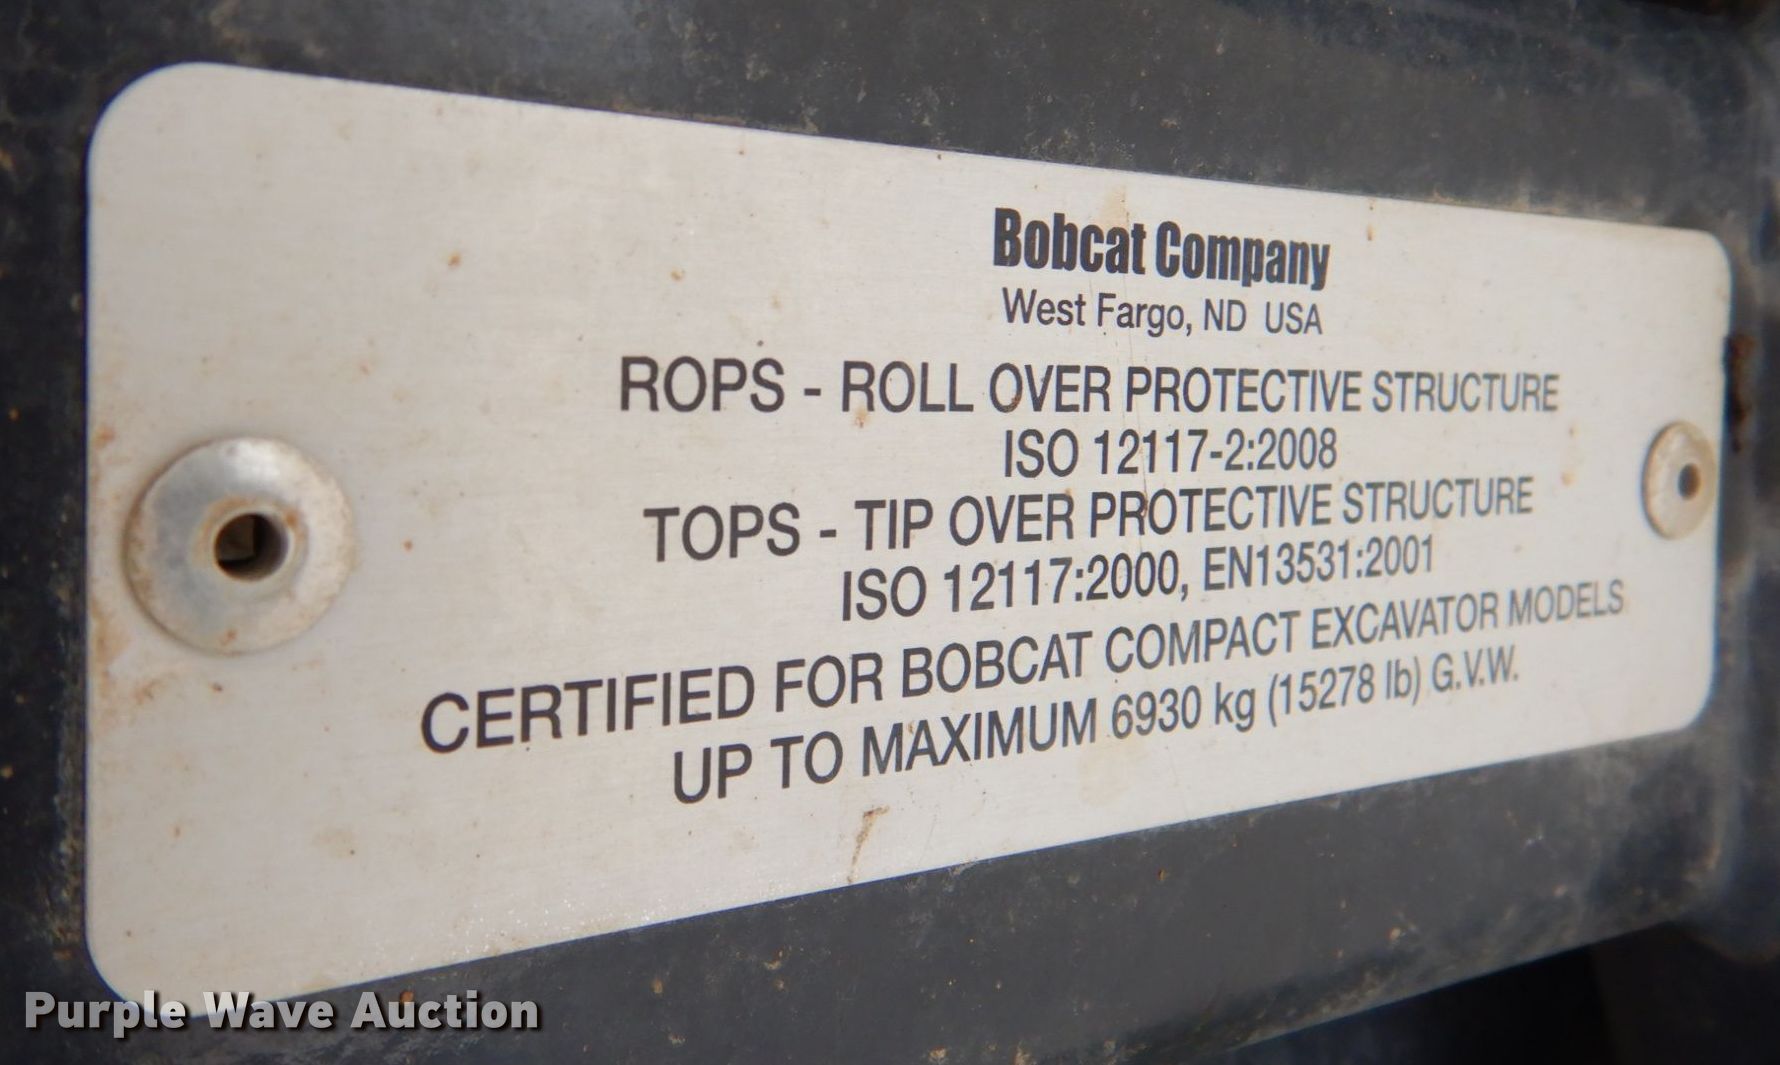 Bobcat Company
West Fargo, ND USA
ROPS - ROLL OVER PROTECTIVE STRUCTURE
ISO 12117-2:2008
TOPS - TIP OVER PROTECTIVE STRUCTURE
ISO 12117:2000, EN13531:2001
CERTIFIED FOR BOBCAT COMPACT EXCAVATOR MODELS
UP TO MAXIMUM 6930 kg (15278 lb) G.V.W.
Purple Wave Auction